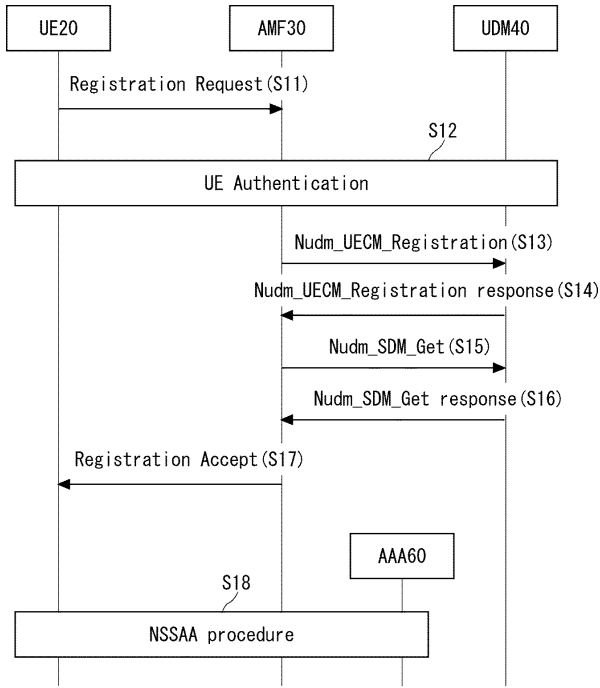 UE20
AMF30
UDM40
Registration Request(S11)
S12
UE Authentication
Nudm_UECM_Registration(S13)
Nudm_UECM_Registration response(S14)
Nudm_SDM_Get(S15)
Nudm_SDM_Get response(S16)
Registration Accept(S17)
AAA60
S18
NSSAA procedure